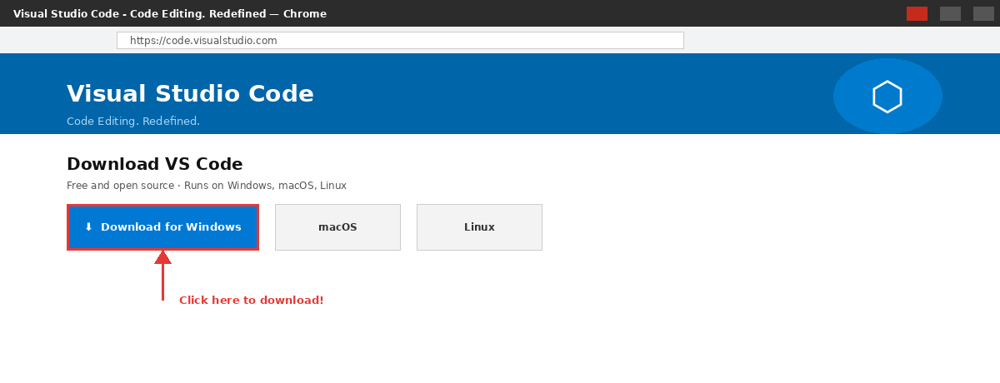 Visual Studio Code - Code Editing. Redefined — Chrome
https://code.visualstudio.com
Visual Studio Code
Code Editing. Redefined.
Download VS Code
Free and open source · Runs on Windows, macOS, Linux
⬇ Download for Windows
macOS
Linux
Click here to download!